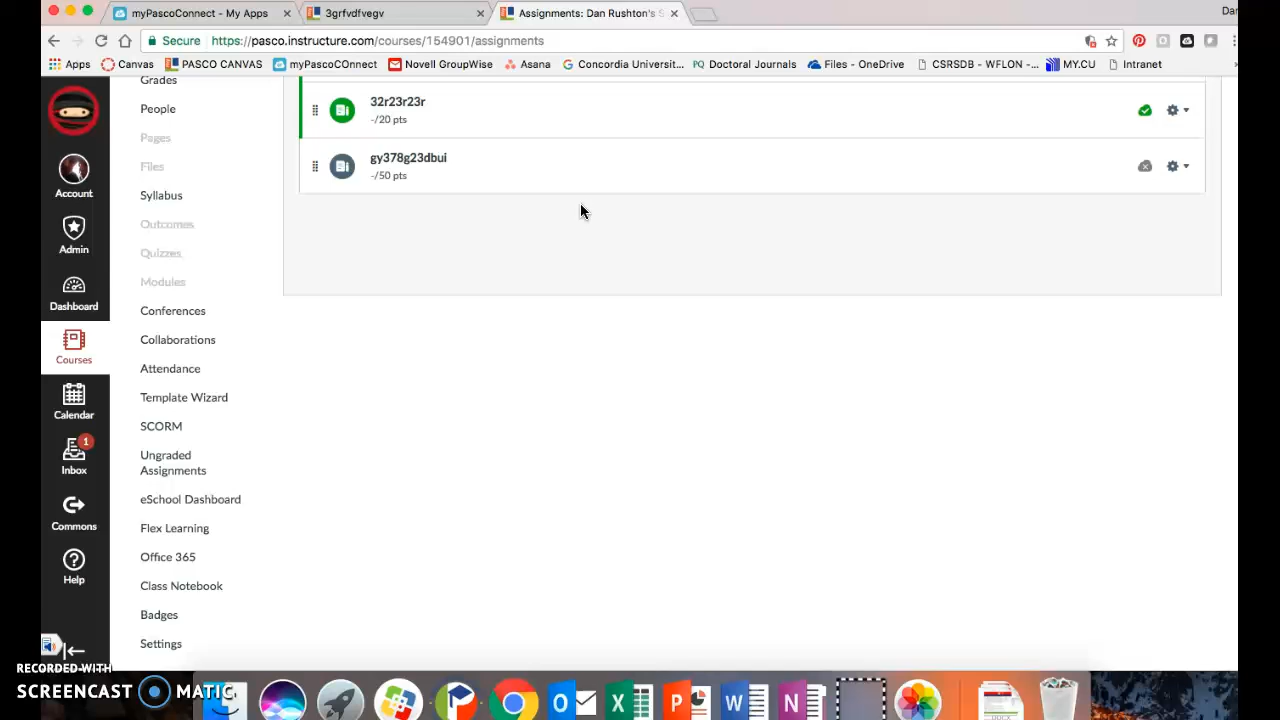 myPascoConnect - My Apps
3grfvdfvegv
Assignments: Dan Rushton's S
Dan
Secure
https://pasco.instructure.com/courses/154901/assignments
Apps
Canvas
PASCO CANVAS
myPascoConnect
Novell GroupWise
Asana
Concordia Universit...
PQ Doctoral Journals
Files - OneDrive
CSRSDB - WFLON -...
MY.CU
Intranet
Account
Admin
Dashboard
Courses
Calendar
1
Inbox
Commons
Help
Grades
People
Pages
Files
Syllabus
Outcomes
Quizzes
Modules
Conferences
Collaborations
Attendance
Template Wizard
SCORM
Ungraded
Assignments
eSchool Dashboard
Flex Learning
Office 365
Class Notebook
Badges
Settings
32r23r23r
-/20 pts
gy378g23dbui
-/50 pts
RECORDED WITH
SCREENCAST MATIC